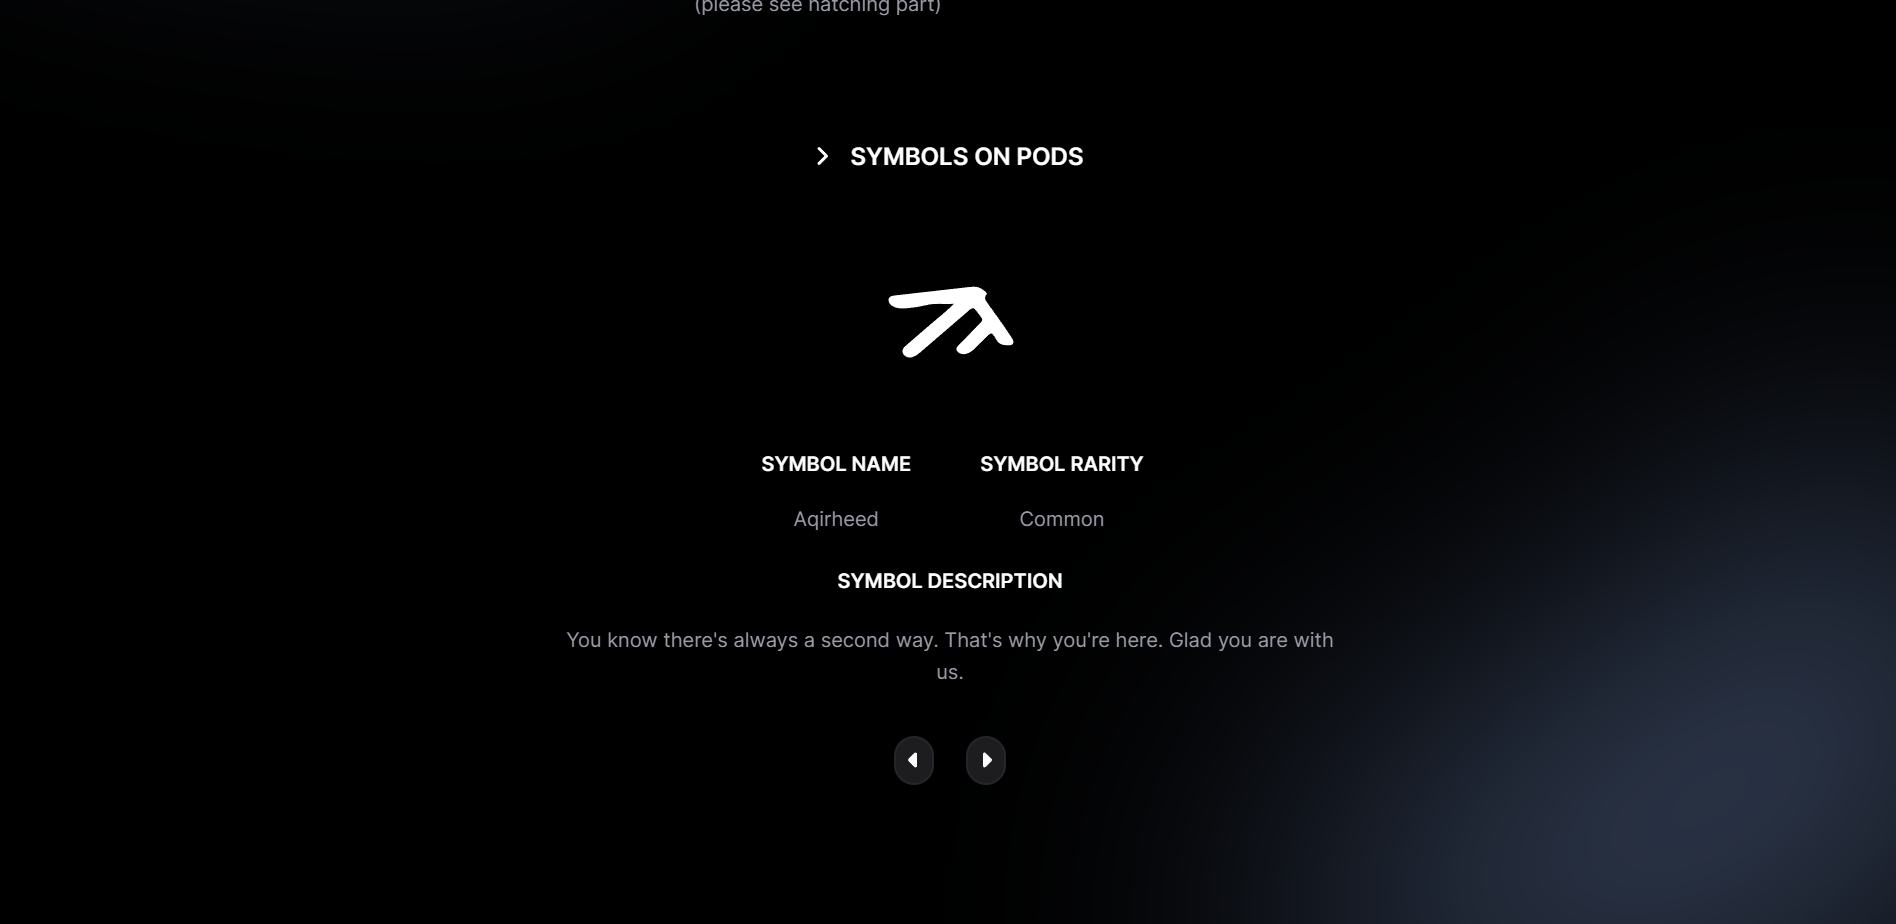 (please see hatching part)
SYMBOLS ON PODS
SYMBOL NAME SYMBOL RARITY
Aqirheed Common
SYMBOL DESCRIPTION
You know there's always a second way. That's why you're here. Glad you are with
us.